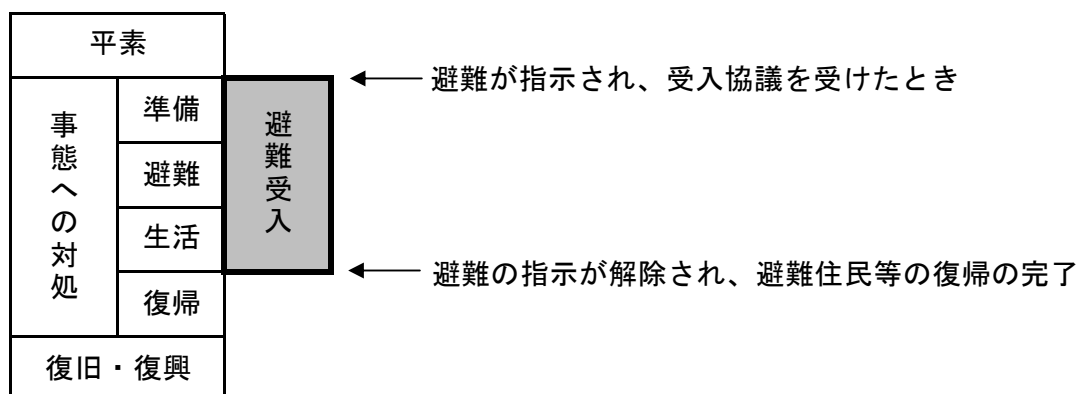 平素
事態への対処
準備
避難
生活
復帰
復旧・復興
避難受入
避難が指示され、受入協議を受けたとき
避難の指示が解除され、避難住民等の復帰の完了